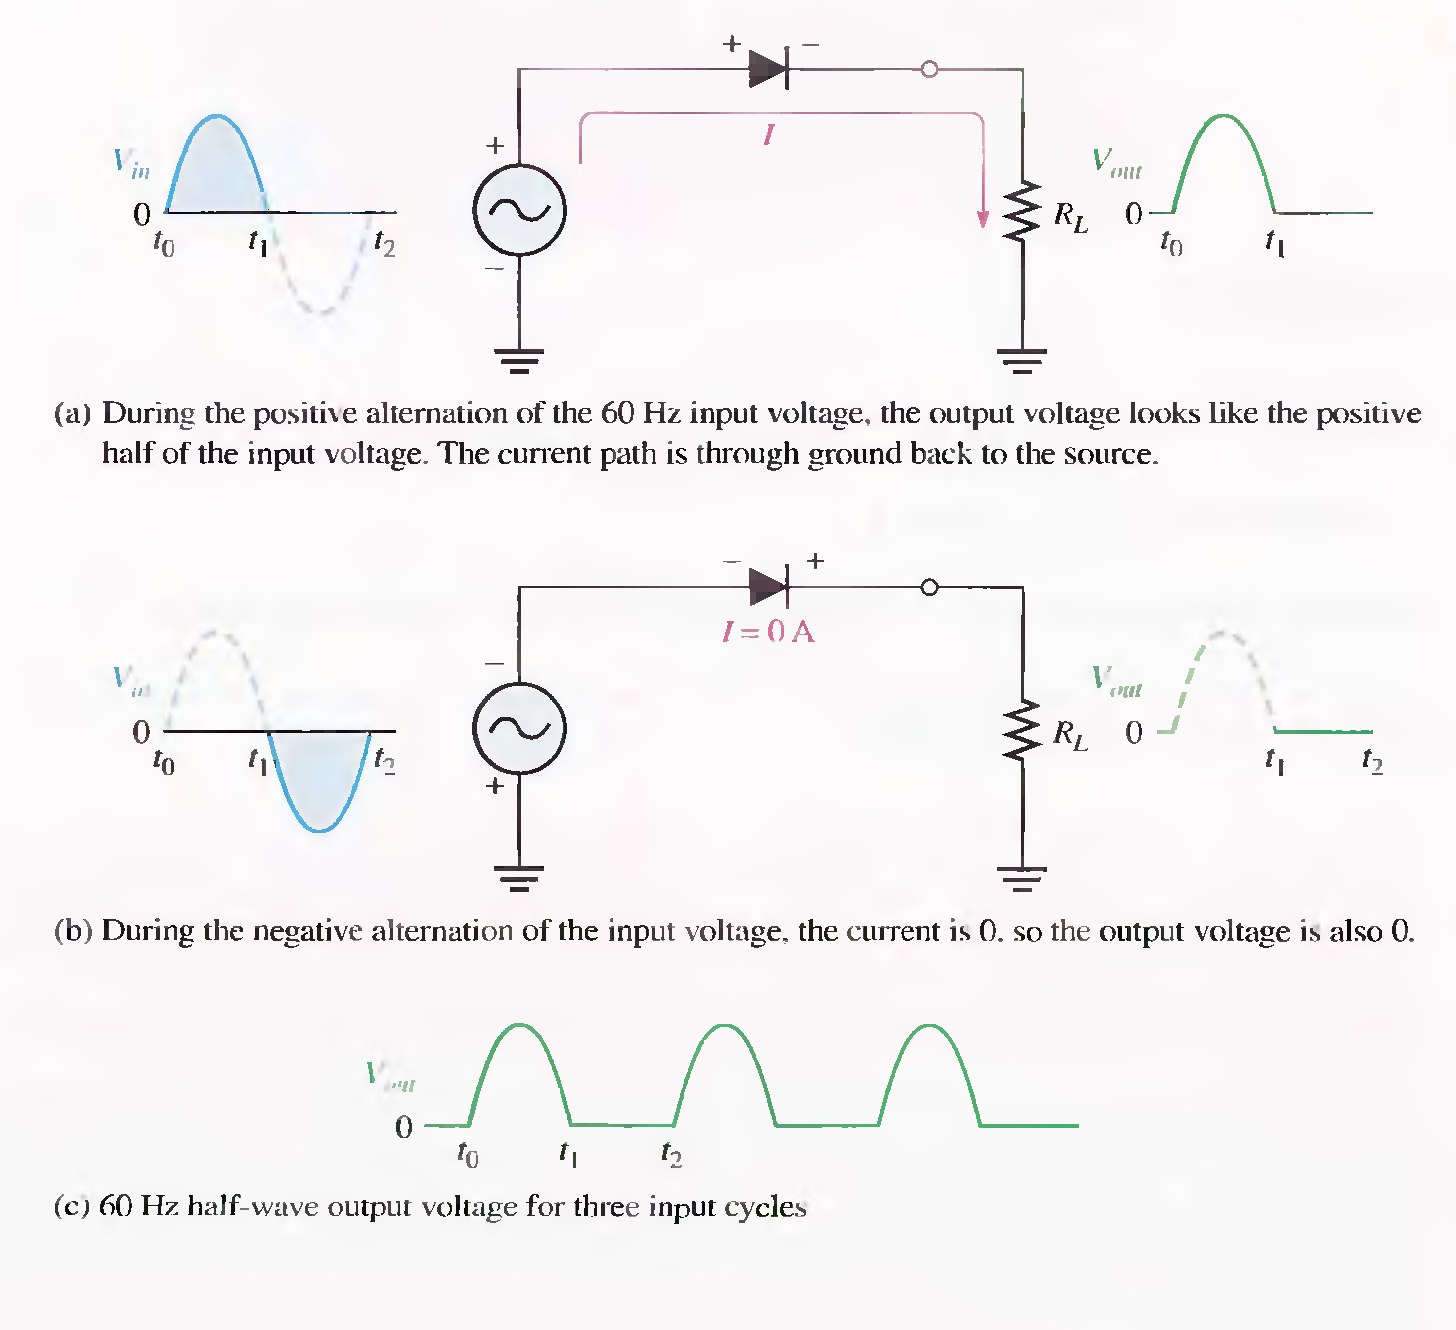 + −
I
+
V_in
0
t_0 t_1 t_2
−
R_L
V_out
0
t_0 t_1
(a) During the positive alternation of the 60 Hz input voltage, the output voltage looks like the positive
half of the input voltage. The current path is through ground back to the source.
− +
I = 0 A
−
V_in
0
t_0 t_1 t_2
+
R_L
V_out
0
t_1 t_2
(b) During the negative alternation of the input voltage, the current is 0. so the output voltage is also 0.
V_out
0
t_0 t_1 t_2
(c) 60 Hz half-wave output voltage for three input cycles